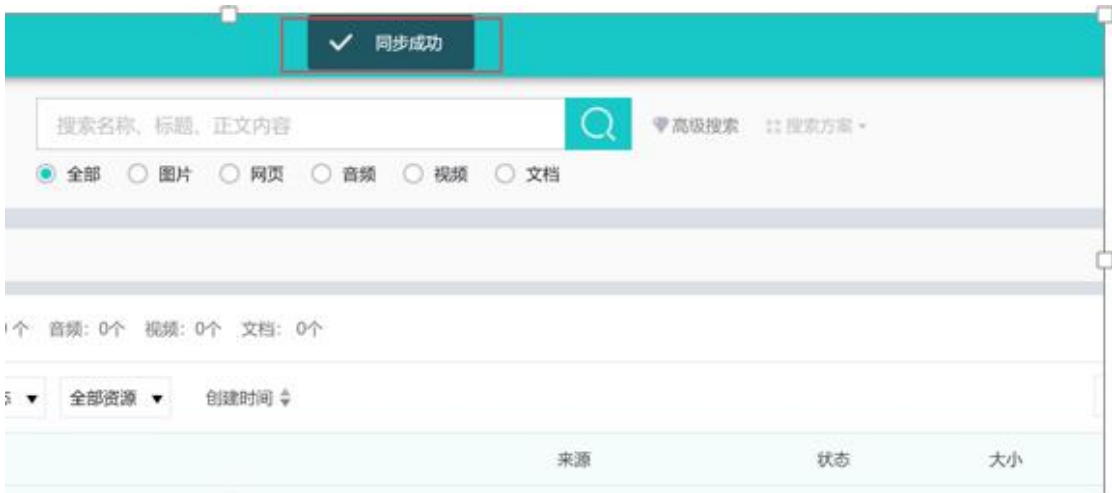 同步成功
搜索名称、标题、正文内容
高级搜索 搜索方案
全部 图片 网页 音频 视频 文档
个 音频: 0个 视频: 0个 文档: 0个
全部资源 创建时间
来源 状态 大小